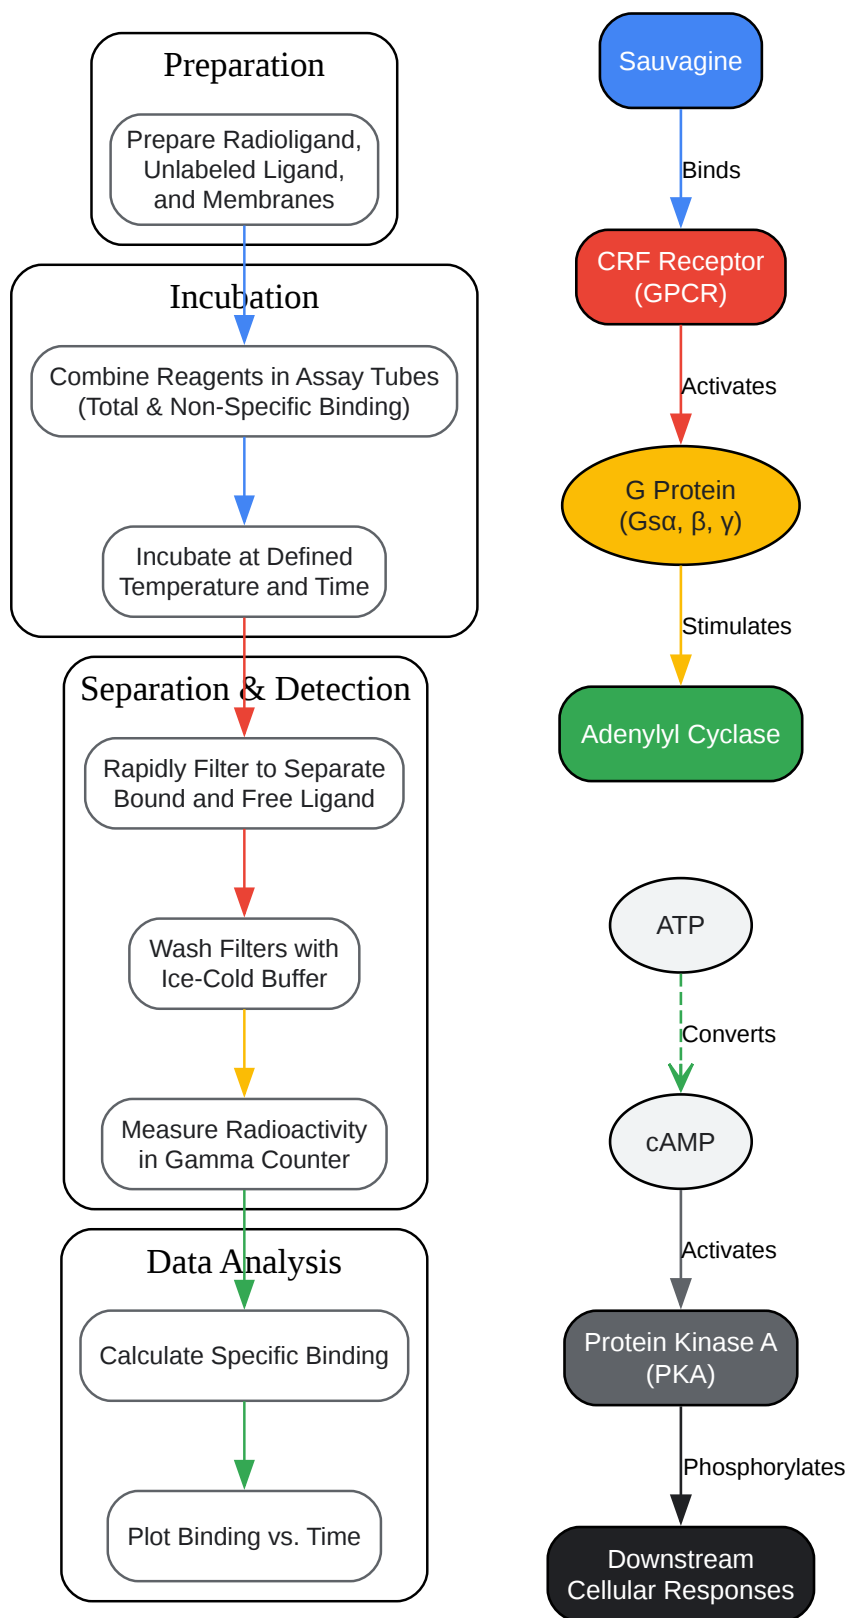 Preparation
Prepare Radioligand,
Unlabeled Ligand,
and Membranes
Incubation
Combine Reagents in Assay Tubes
(Total & Non-Specific Binding)
Incubate at Defined
Temperature and Time
Separation & Detection
Rapidly Filter to Separate
Bound and Free Ligand
Wash Filters with
Ice-Cold Buffer
Measure Radioactivity
in Gamma Counter
Data Analysis
Calculate Specific Binding
Plot Binding vs. Time
Sauvagine
Binds
CRF Receptor
(GPCR)
Activates
G Protein
(Gsα, β, γ)
Stimulates
Adenylyl Cyclase
ATP
Converts
cAMP
Activates
Protein Kinase A
(PKA)
Phosphorylates
Downstream
Cellular Responses